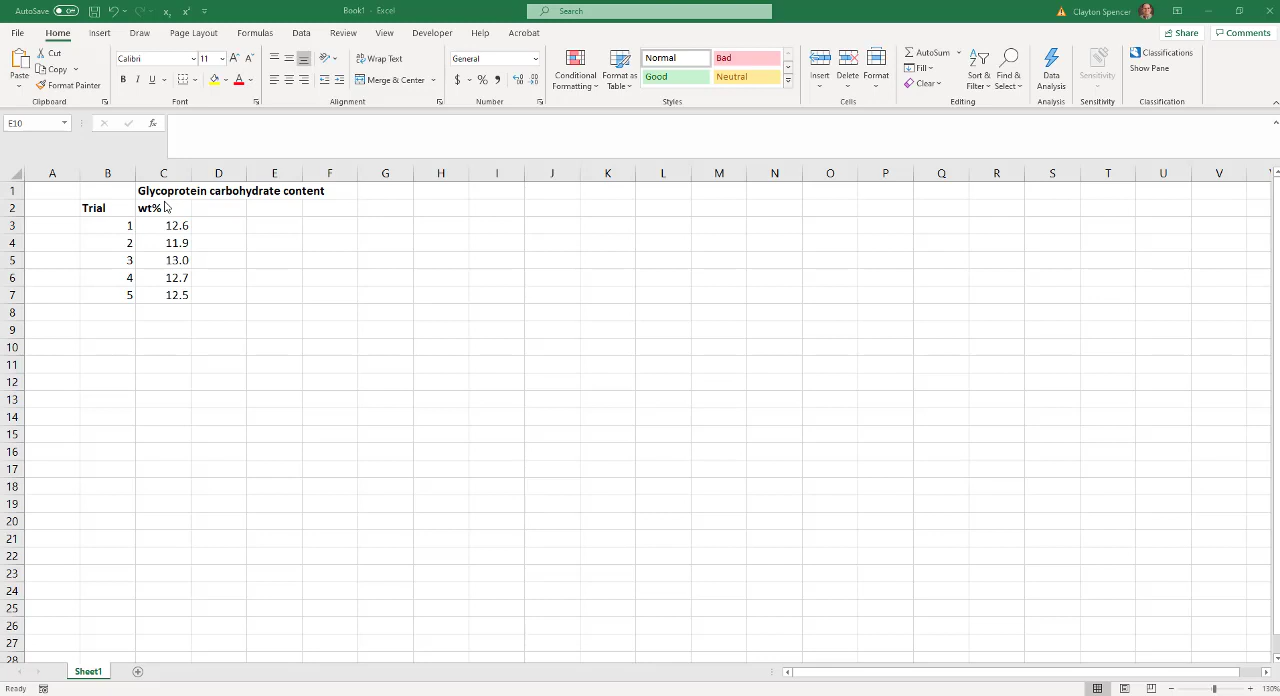 AutoSave Off Book1 - Excel Search Clayton Spencer
File Home Insert Draw Page Layout Formulas Data Review View Developer Help Acrobat Share Comments
Paste Cut Copy Format Painter
Calibri 11 B I U
Wrap Text Merge & Center
General $ % ,
Conditional Formatting Format as Table
Normal Bad Good Neutral
Insert Delete Format
AutoSum Fill Clear
Sort & Filter Find & Select
Data Analysis
Sensitivity
Classifications
Show Pane
Clipboard Font Alignment Number Styles Cells Editing Analysis Sensitivity Classification
E10 fx
A B C D E F G H I J K L M N O P Q R S T U V
1 Glycoprotein carbohydrate content
2 Trial wt%
3 1 12.6
4 2 11.9
5 3 13.0
6 4 12.7
7 5 12.5
8
9
10
11
12
13
14
15
16
17
18
19
20
21
22
23
24
25
26
27
28
Sheet1
Ready 130%